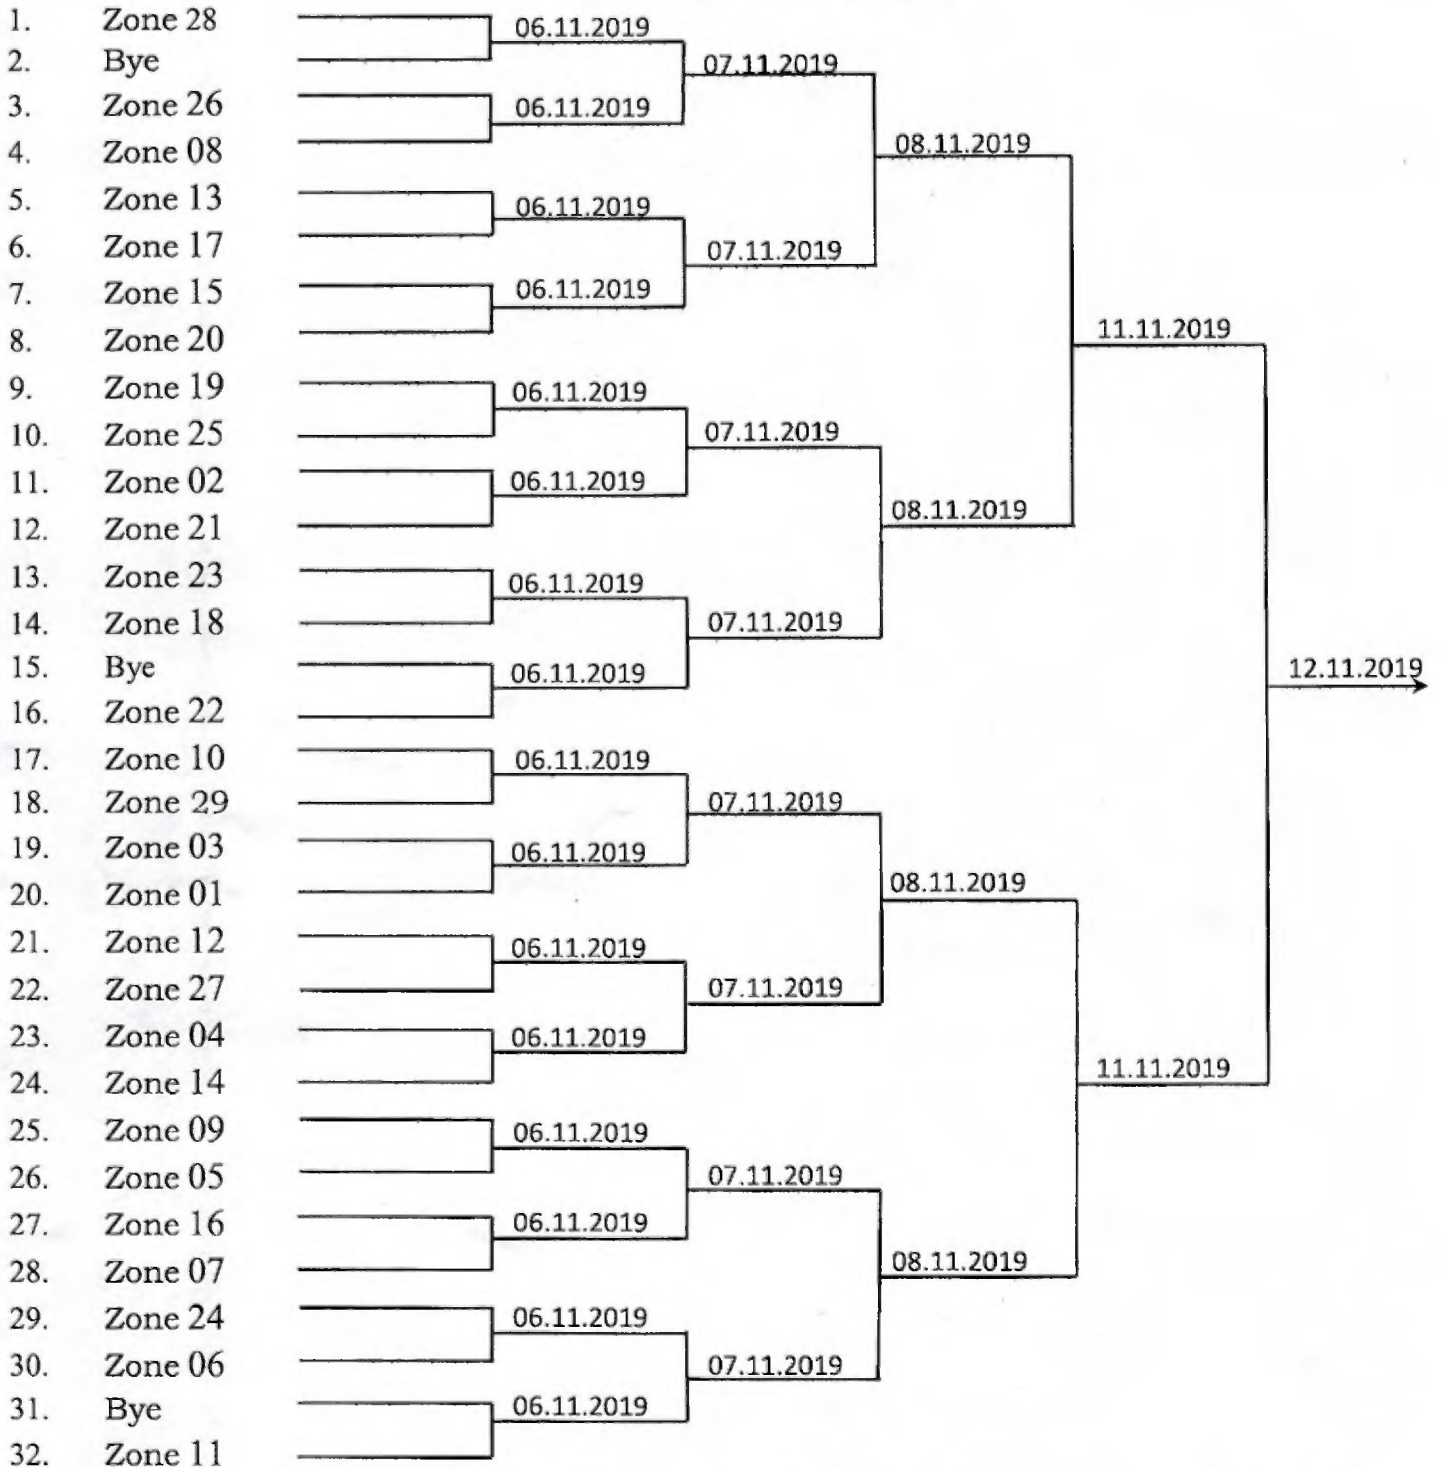 1. Zone 28
06.11.2019
2. Bye
07.11.2019
3. Zone 26
06.11.2019
4. Zone 08
08.11.2019
5. Zone 13
06.11.2019
6. Zone 17
07.11.2019
7. Zone 15
06.11.2019
8. Zone 20
11.11.2019
9. Zone 19
06.11.2019
10. Zone 25
07.11.2019
11. Zone 02
06.11.2019
12. Zone 21
08.11.2019
13. Zone 23
06.11.2019
14. Zone 18
07.11.2019
15. Bye
06.11.2019
12.11.2019
16. Zone 22
17. Zone 10
06.11.2019
18. Zone 29
07.11.2019
19. Zone 03
06.11.2019
20. Zone 01
08.11.2019
21. Zone 12
06.11.2019
22. Zone 27
07.11.2019
23. Zone 04
06.11.2019
24. Zone 14
11.11.2019
25. Zone 09
06.11.2019
26. Zone 05
07.11.2019
27. Zone 16
06.11.2019
28. Zone 07
08.11.2019
29. Zone 24
06.11.2019
30. Zone 06
07.11.2019
31. Bye
06.11.2019
32. Zone 11